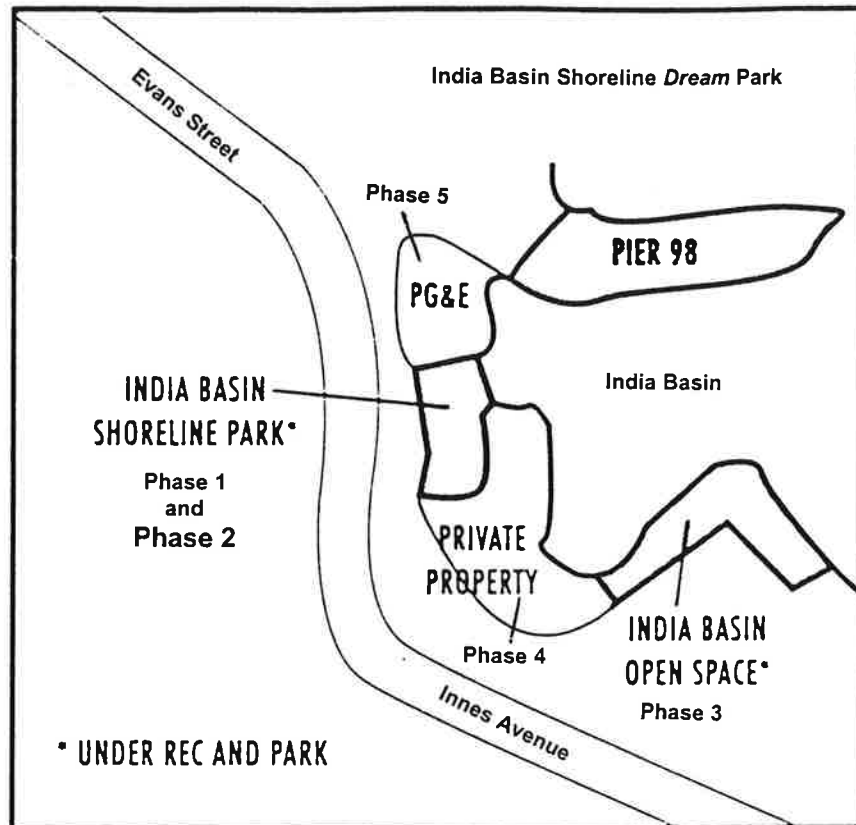 India Basin Shoreline Dream Park
Evans Street
Phase 5
PIER 98
PG&E
INDIA BASIN
SHORELINE PARK*
India Basin
Phase 1
and
Phase 2
PRIVATE
PROPERTY
Phase 4
INDIA BASIN
OPEN SPACE*
Phase 3
Innes Avenue
* UNDER REC AND PARK